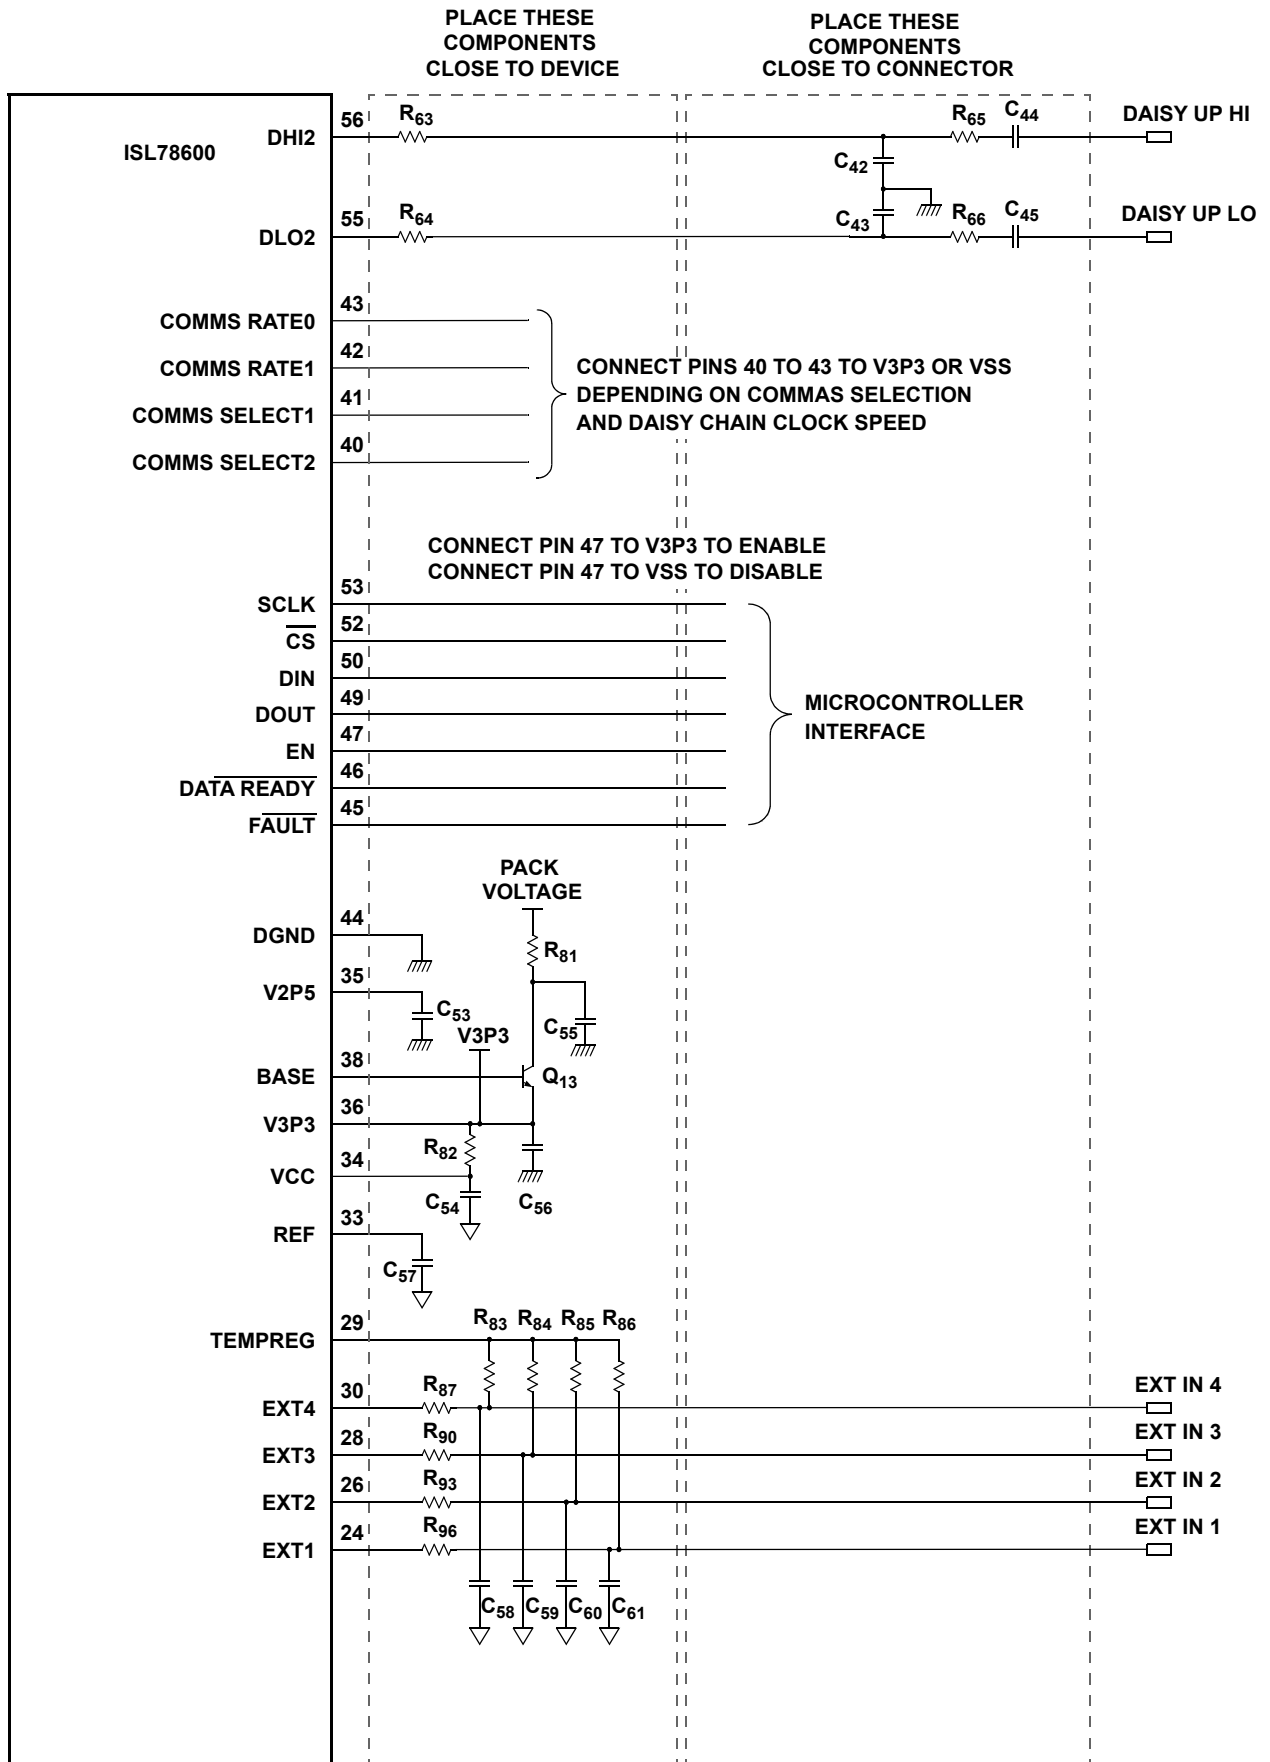 PLACE THESE
COMPONENTS
CLOSE TO DEVICE
PLACE THESE
COMPONENTS
CLOSE TO CONNECTOR
ISL78600
DHI2
56
R63
R65
C44
DAISY UP HI
C42
DLO2
55
R64
C43
R66
C45
DAISY UP LO
COMMS RATE0
43
COMMS RATE1
42
COMMS SELECT1
41
COMMS SELECT2
40
CONNECT PINS 40 TO 43 TO V3P3 OR VSS
DEPENDING ON COMMAS SELECTION
AND DAISY CHAIN CLOCK SPEED
CONNECT PIN 47 TO V3P3 TO ENABLE
CONNECT PIN 47 TO VSS TO DISABLE
SCLK
53
CS
52
DIN
50
DOUT
49
EN
47
DATA READY
46
FAULT
45
MICROCONTROLLER
INTERFACE
PACK
VOLTAGE
R81
DGND
44
V2P5
35
C53
C55
V3P3
BASE
38
Q13
V3P3
36
R82
VCC
34
C54
C56
REF
33
C57
TEMPREG
29
R83
R84
R85
R86
EXT4
30
R87
EXT IN 4
EXT3
28
R90
EXT IN 3
EXT2
26
R93
EXT IN 2
EXT1
24
R96
EXT IN 1
C58
C59
C60
C61